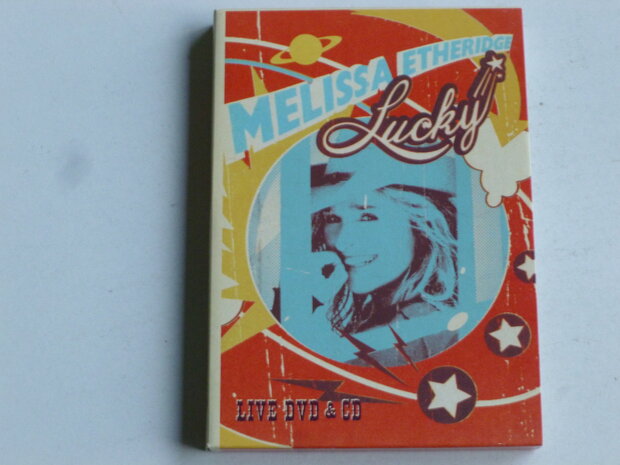 MELISSA ETHERIDGE
Lucky
LIVE DVD & CD